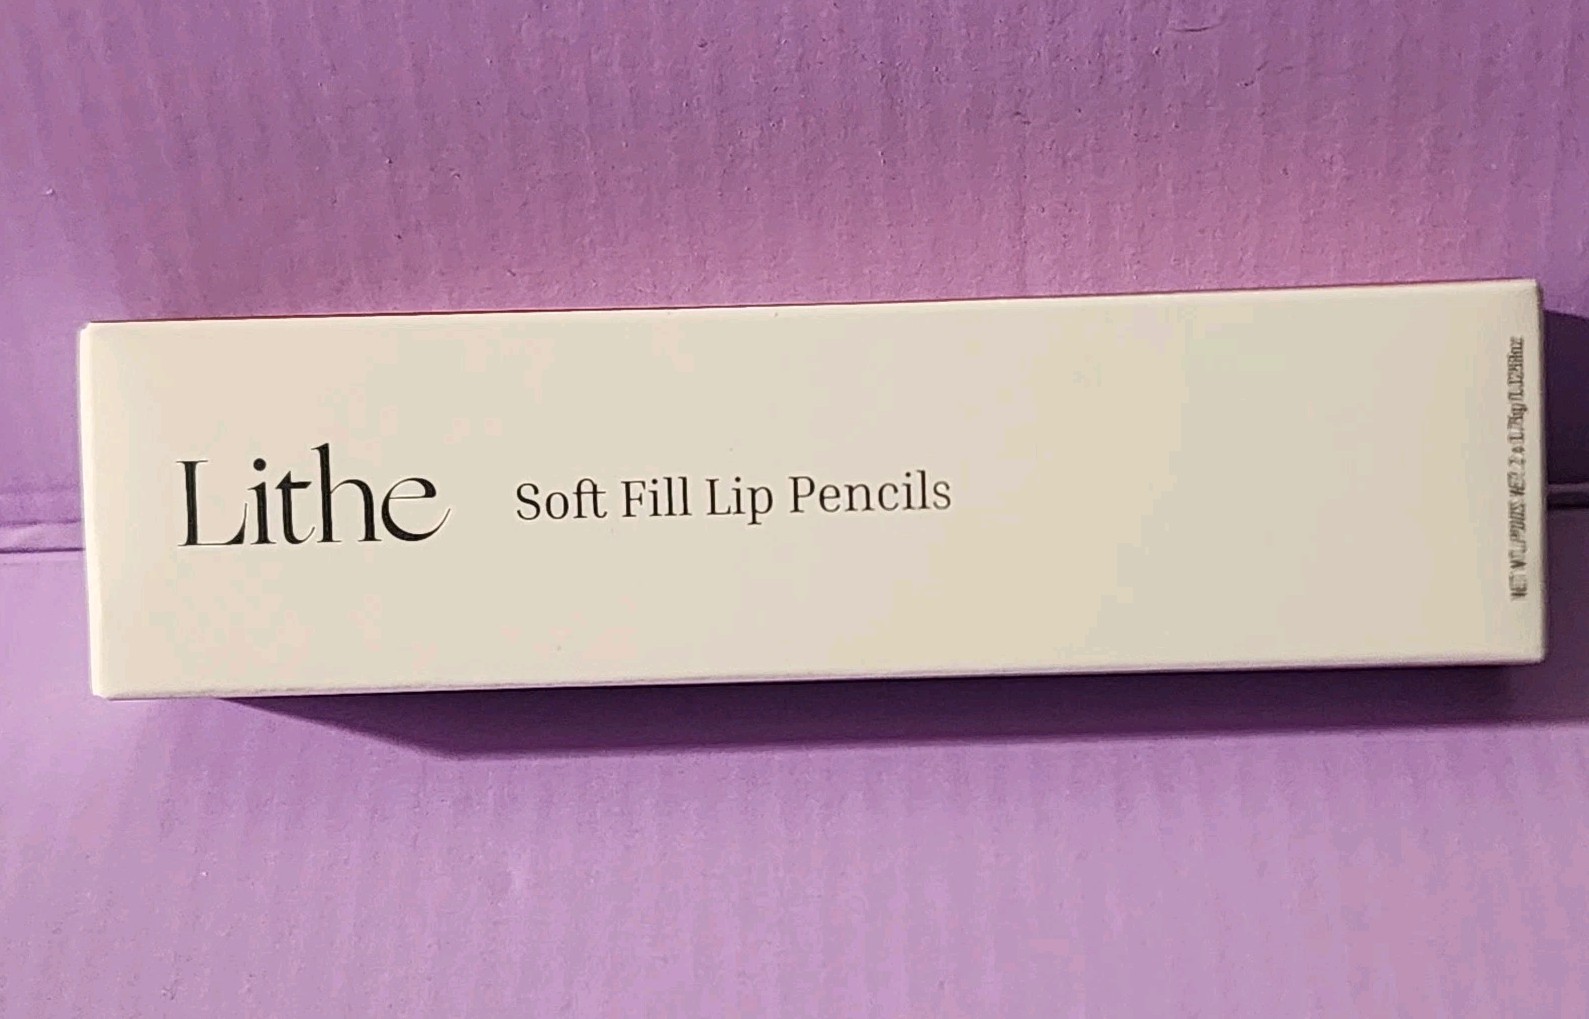 Lithe
Soft Fill Lip Pencils